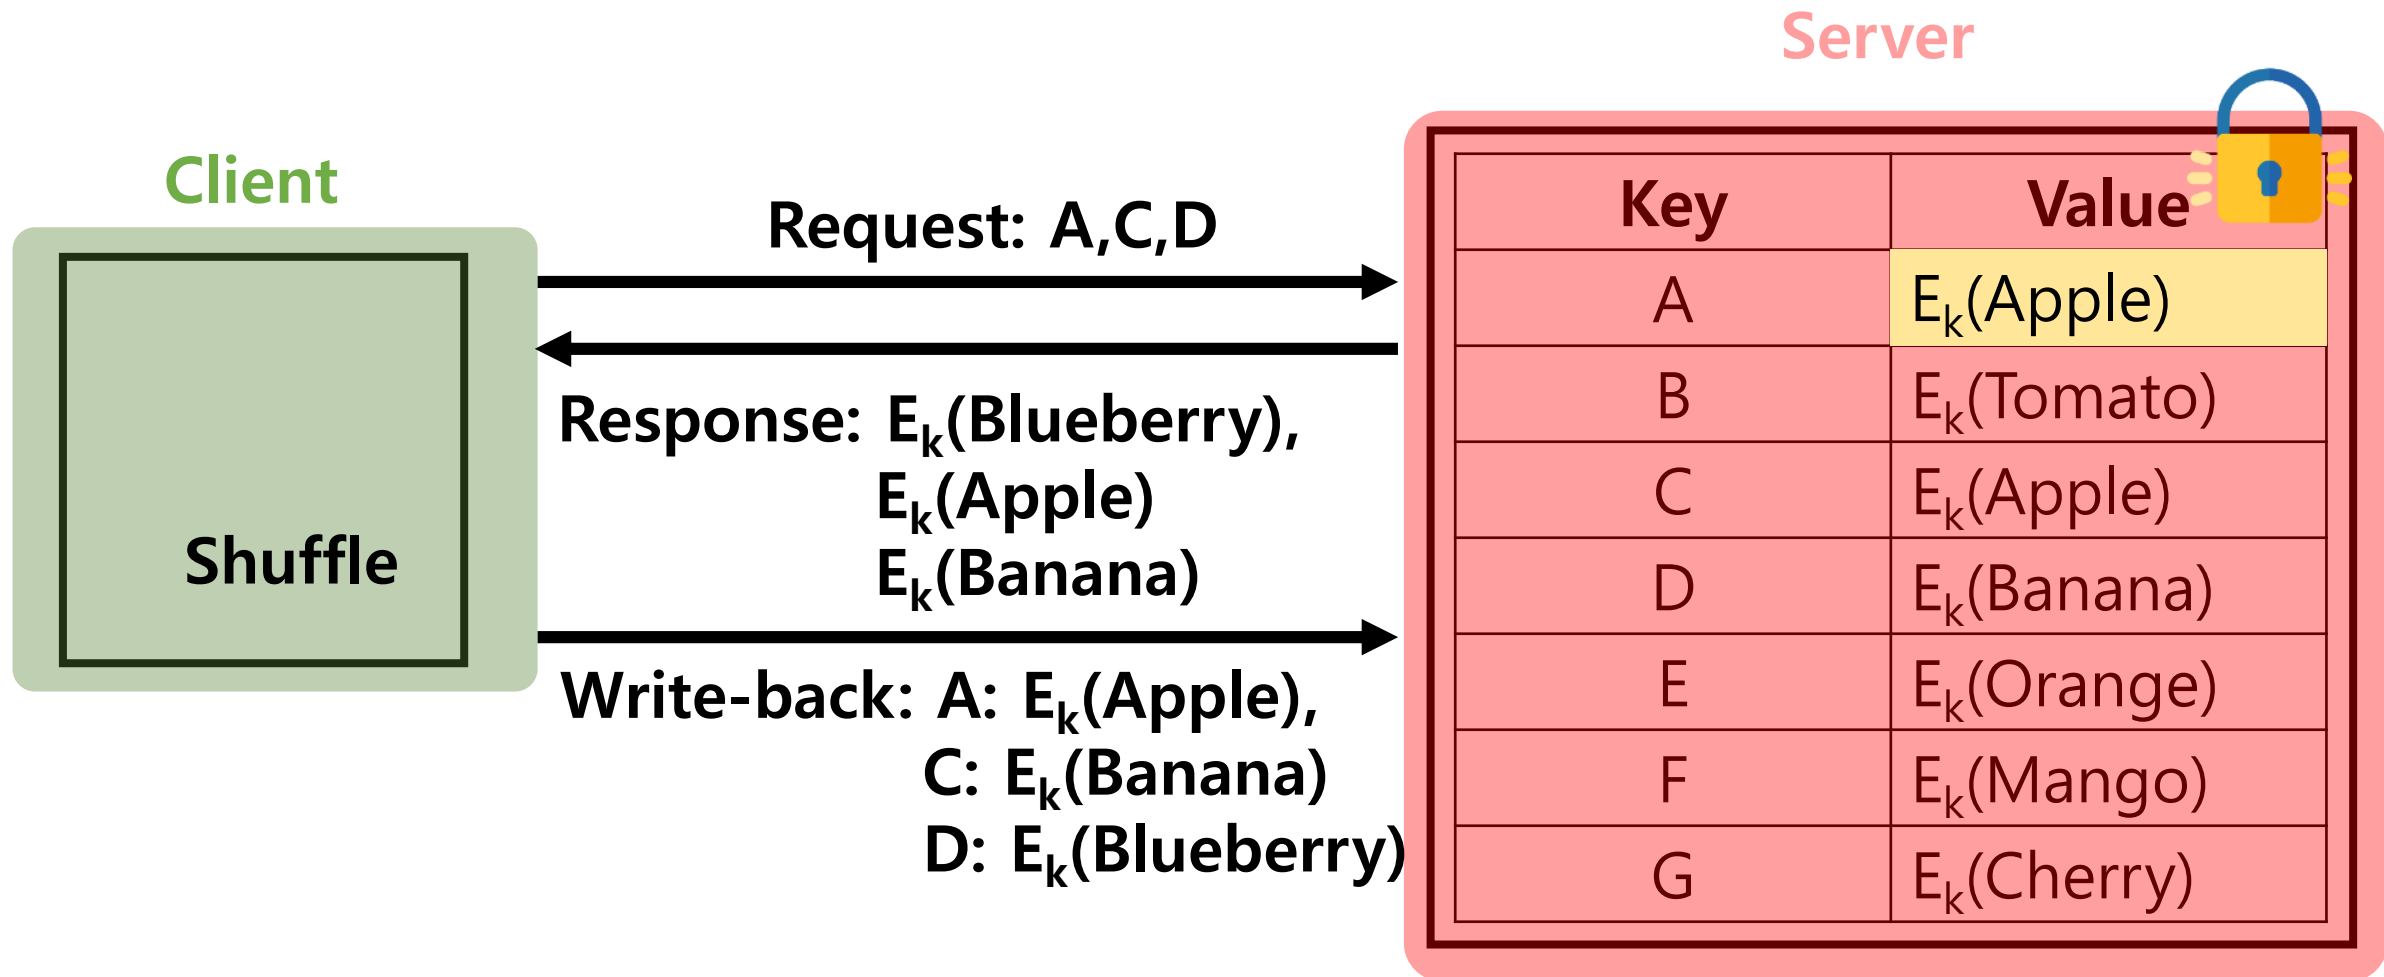 Server
Client
Request: A,C,D
Response: Ek(Blueberry),
Ek(Apple)
Ek(Banana)
Shuffle
Write-back: A: Ek(Apple),
C: Ek(Banana)
D: Ek(Blueberry)
Key Value
A Ek(Apple)
B Ek(Tomato)
C Ek(Apple)
D Ek(Banana)
E Ek(Orange)
F Ek(Mango)
G Ek(Cherry)